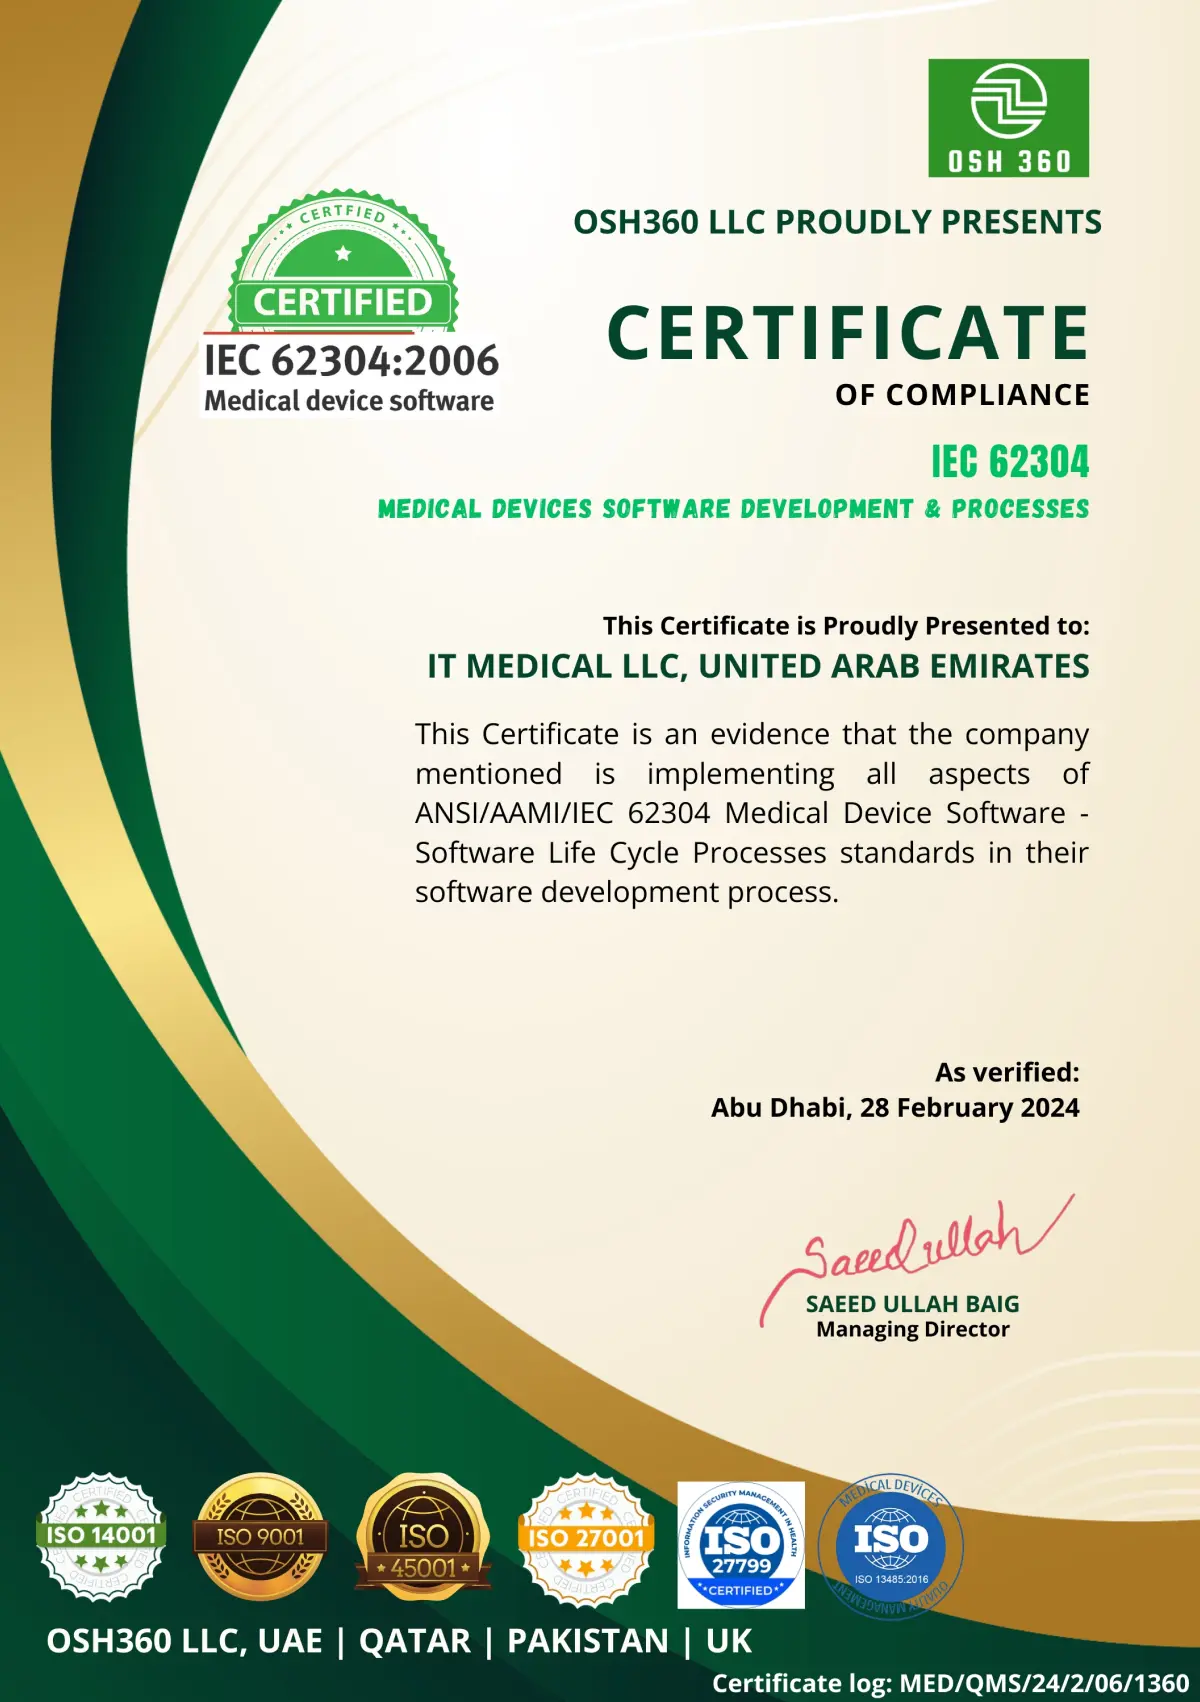 OSH 360
OSH360 LLC PROUDLY PRESENTS
CERTFIED
CERTIFIED
IEC 62304:2006
Medical device software
CERTIFICATE
OF COMPLIANCE
IEC 62304
MEDICAL DEVICES SOFTWARE DEVELOPMENT & PROCESSES
This Certificate is Proudly Presented to:
IT MEDICAL LLC, UNITED ARAB EMIRATES
This Certificate is an evidence that the company
mentioned is implementing all aspects of
ANSI/AAMI/IEC 62304 Medical Device Software -
Software Life Cycle Processes standards in their
software development process.
As verified:
Abu Dhabi, 28 February 2024
Saeedullah
SAEED ULLAH BAIG
Managing Director
CERTIFIED
ISO 14001
CERTIFIED
ISO 9001
ISO
45001
CERTIFIED
ISO 27001
CERTIFIED
INFORMATION SECURITY MANAGEMENT IN HEALTH
ISO
27799
CERTIFIED
MEDICAL DEVICES
ISO
ISO 13485:2016
QUALITY MANAGEMENT
OSH360 LLC, UAE | QATAR | PAKISTAN | UK
Certificate log: MED/QMS/24/2/06/1360